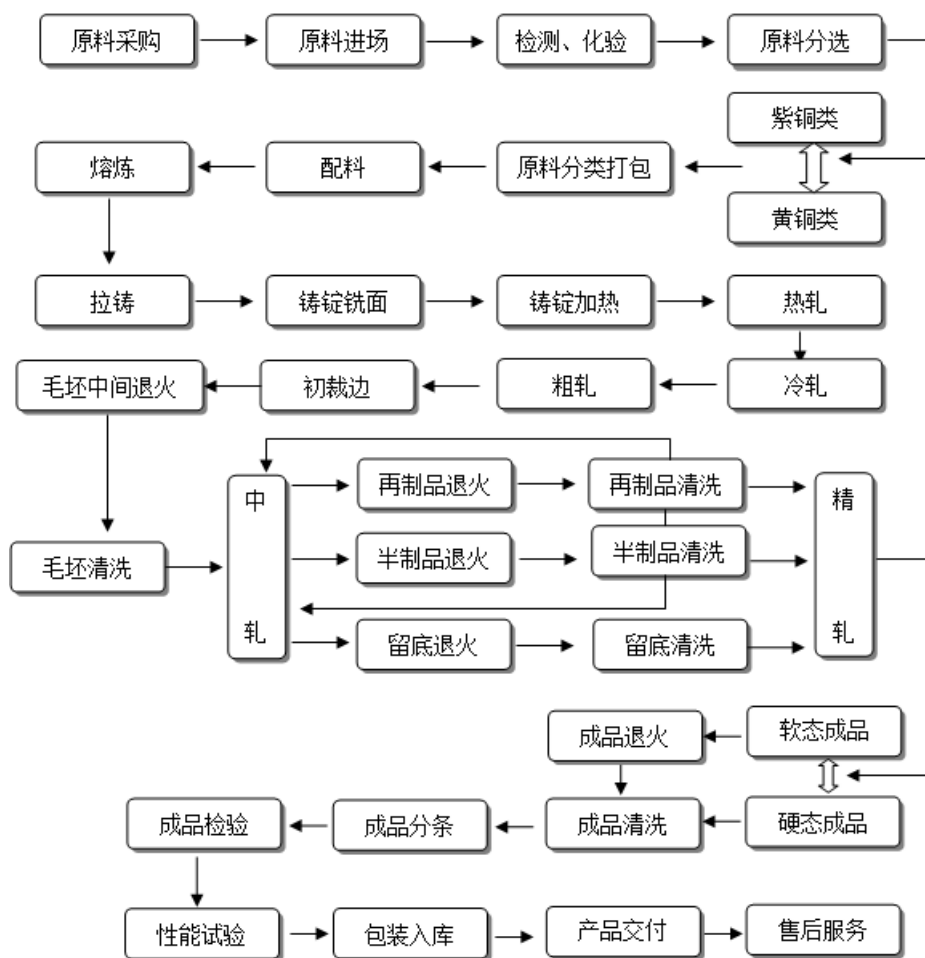 原料采购
原料进场
检测、化验
原料分选
紫铜类
熔炼
配料
原料分类打包
黄铜类
拉铸
铸锭铣面
铸锭加热
热轧
毛坯中间退火
初裁边
粗轧
冷轧
中
轧
再制品退火
再制品清洗
精
轧
毛坯清洗
半制品退火
半制品清洗
留底退火
留底清洗
成品退火
软态成品
成品检验
成品分条
成品清洗
硬态成品
性能试验
包装入库
产品交付
售后服务